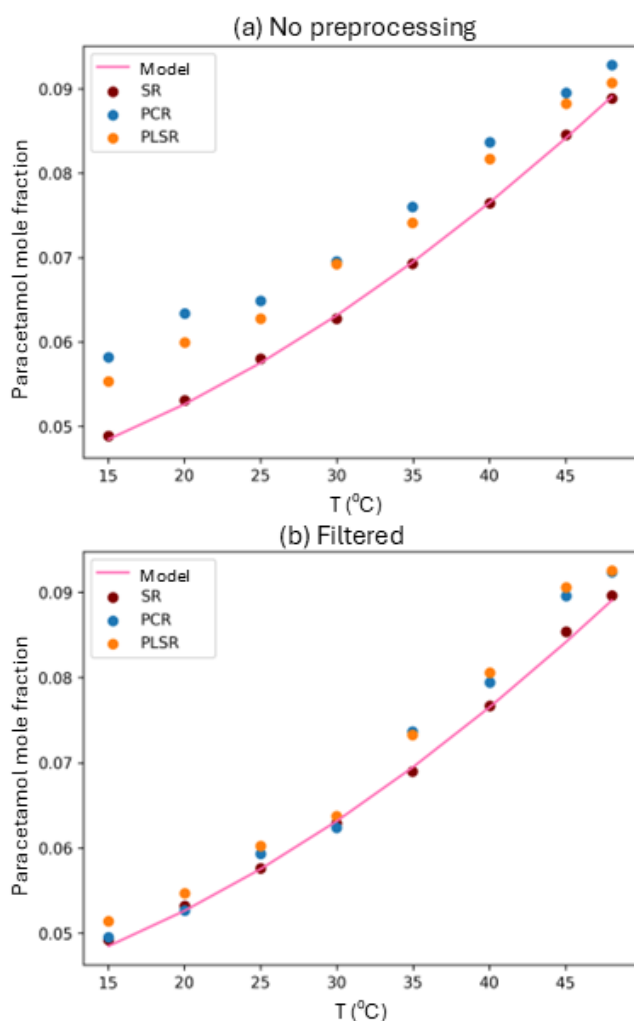 (a) No preprocessing
Model
SR
PCR
PLSR
0.09
0.08
0.07
0.06
0.05
Paracetamol mole fraction
15 20 25 30 35 40 45
T (⁰C)
(b) Filtered
Model
SR
PCR
PLSR
0.09
0.08
0.07
0.06
0.05
Paracetamol mole fraction
15 20 25 30 35 40 45
T (⁰C)